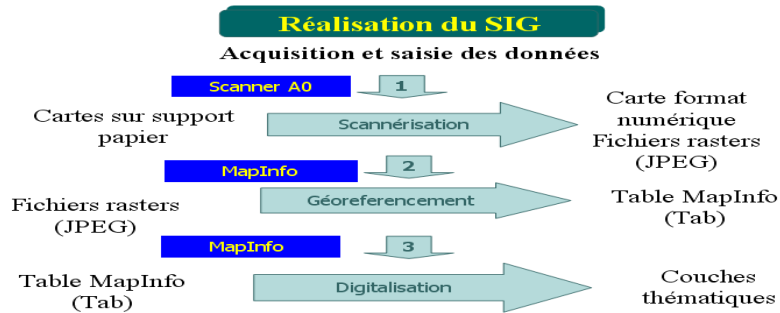 Réalisation du SIG
Acquisition et saisie des données
Scanner A0
1
Cartes sur support
papier
Scannérisation
Carte format
numérique
Fichiers rasters
(JPEG)
MapInfo
2
Fichiers rasters
(JPEG)
Géoreferencement
Table MapInfo
(Tab)
MapInfo
3
Table MapInfo
(Tab)
Digitalisation
Couches
thématiques